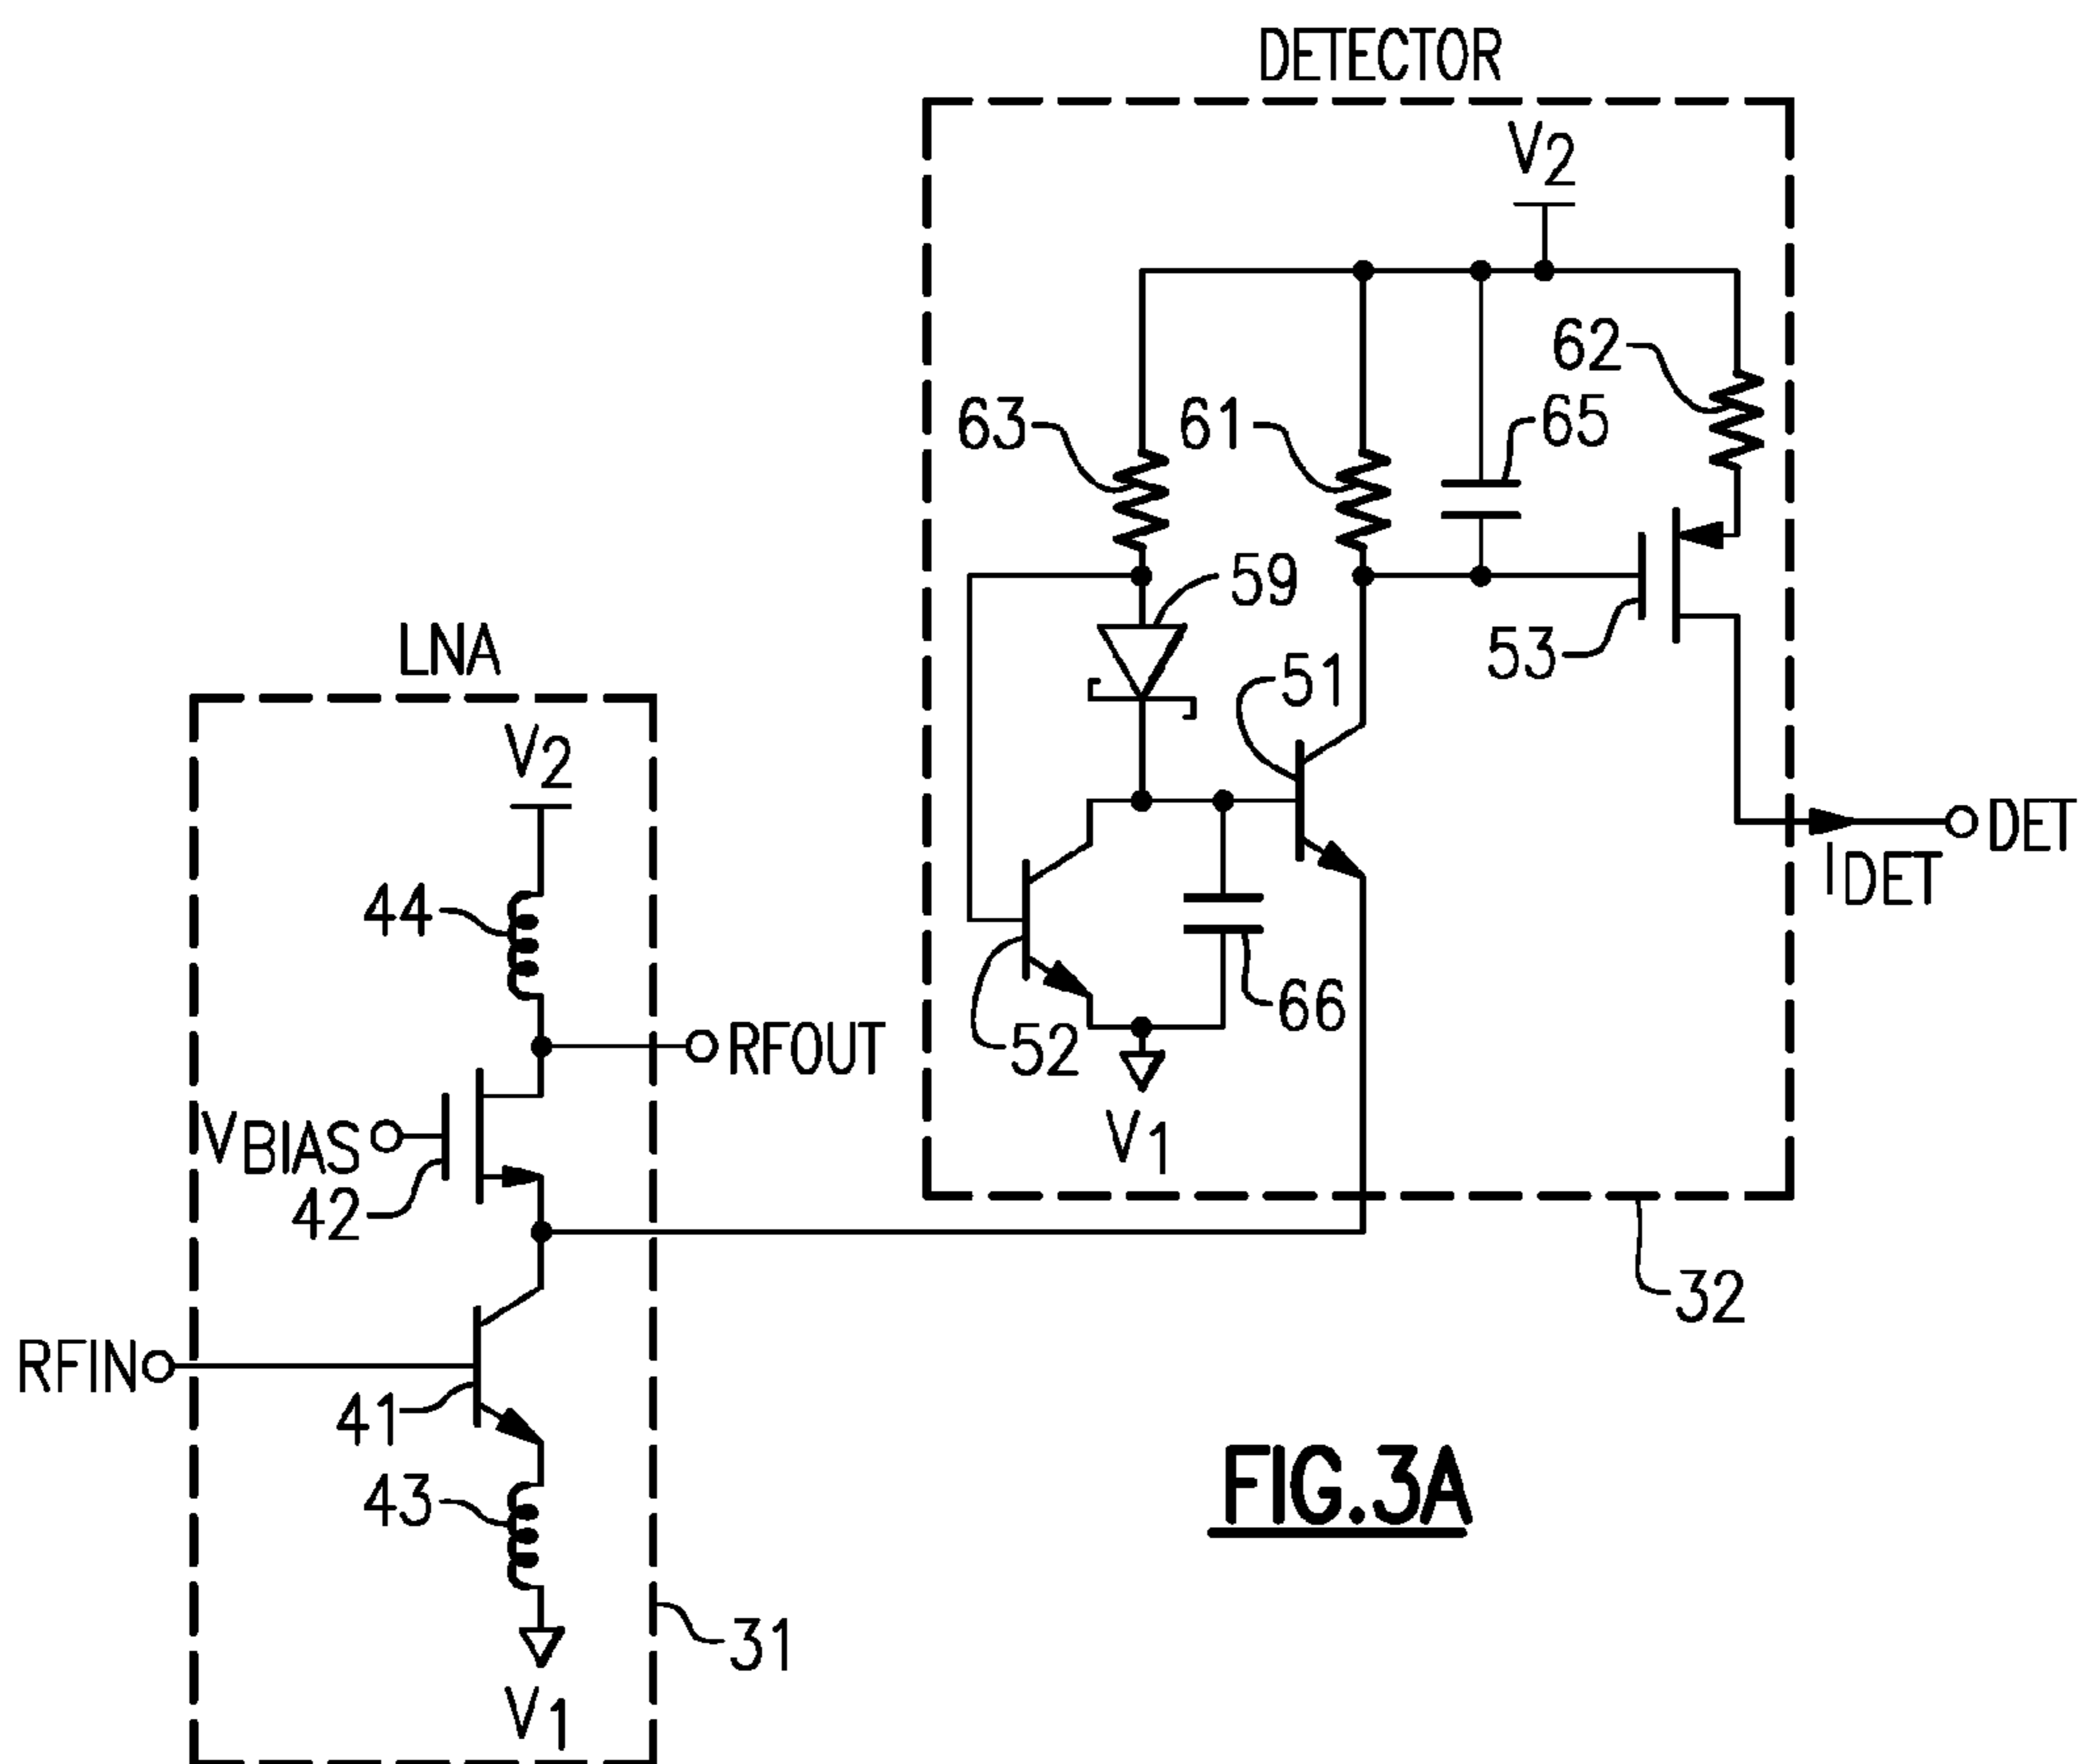 DETECTOR
V2
62
63
61
65
59
53
51
LNA
V2
DET
IDET
44
66
52
RFOUT
VBIAS
V1
42
32
RFIN
41
FIG.3A
43
31
V1